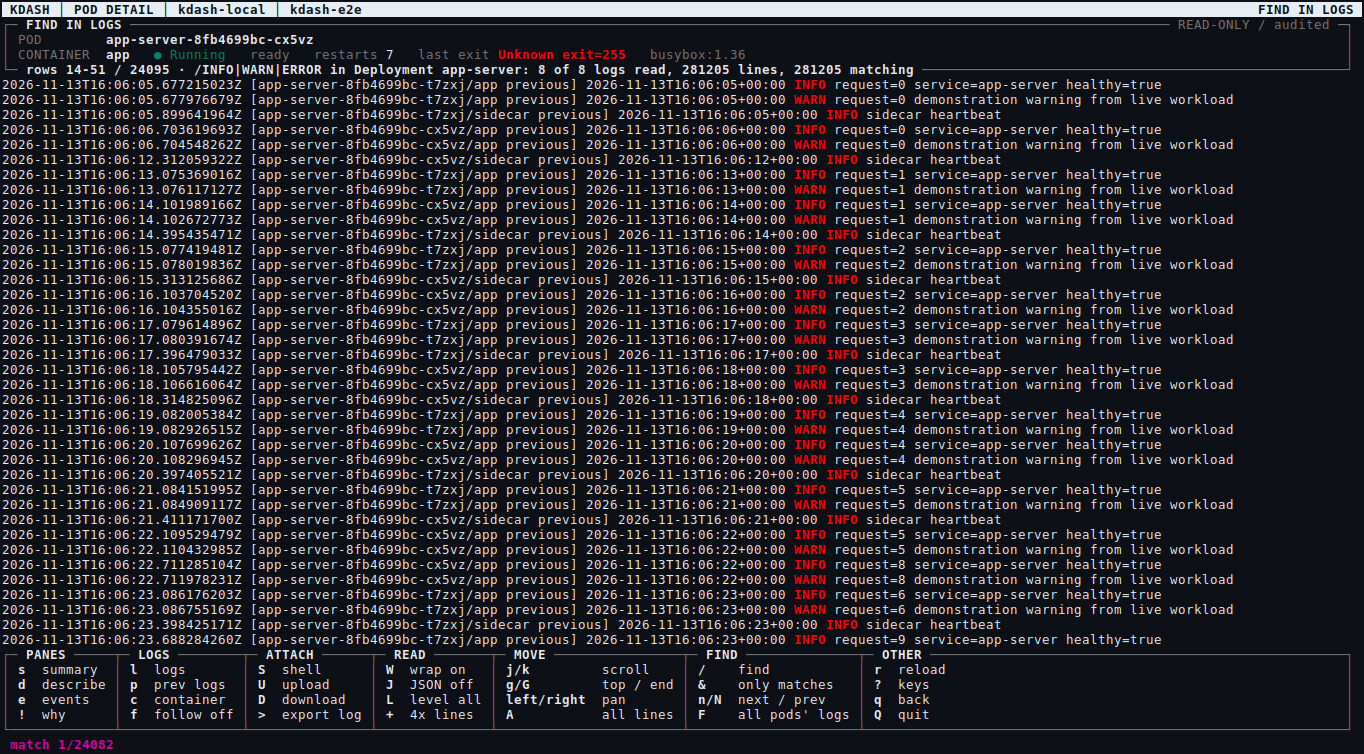 KDASH │ POD DETAIL │ kdash-local │ kdash-e2e FIND IN LOGS
FIND IN LOGS READ-ONLY / audited
POD app-server-8fb4699bc-cx5vz
CONTAINER app ● Running ready restarts 7 last exit Unknown exit=255 busybox:1.36
rows 14-51 / 24095 · /INFO|WARN|ERROR in Deployment app-server: 8 of 8 logs read, 281205 lines, 281205 matching
2026-11-13T16:06:05.677215023Z [app-server-8fb4699bc-t7zxj/app previous] 2026-11-13T16:06:05+00:00 INFO request=0 service=app-server healthy=true
2026-11-13T16:06:05.677976679Z [app-server-8fb4699bc-t7zxj/app previous] 2026-11-13T16:06:05+00:00 WARN request=0 demonstration warning from live workload
2026-11-13T16:06:05.899641964Z [app-server-8fb4699bc-t7zxj/sidecar previous] 2026-11-13T16:06:05+00:00 INFO sidecar heartbeat
2026-11-13T16:06:06.703619693Z [app-server-8fb4699bc-cx5vz/app previous] 2026-11-13T16:06:06+00:00 INFO request=0 service=app-server healthy=true
2026-11-13T16:06:06.704548262Z [app-server-8fb4699bc-cx5vz/app previous] 2026-11-13T16:06:06+00:00 WARN request=0 demonstration warning from live workload
2026-11-13T16:06:12.312059322Z [app-server-8fb4699bc-cx5vz/sidecar previous] 2026-11-13T16:06:12+00:00 INFO sidecar heartbeat
2026-11-13T16:06:13.075369016Z [app-server-8fb4699bc-t7zxj/app previous] 2026-11-13T16:06:13+00:00 INFO request=1 service=app-server healthy=true
2026-11-13T16:06:13.076117127Z [app-server-8fb4699bc-t7zxj/app previous] 2026-11-13T16:06:13+00:00 WARN request=1 demonstration warning from live workload
2026-11-13T16:06:14.101989166Z [app-server-8fb4699bc-cx5vz/app previous] 2026-11-13T16:06:14+00:00 INFO request=1 service=app-server healthy=true
2026-11-13T16:06:14.102672773Z [app-server-8fb4699bc-cx5vz/app previous] 2026-11-13T16:06:14+00:00 WARN request=1 demonstration warning from live workload
2026-11-13T16:06:14.395435471Z [app-server-8fb4699bc-t7zxj/sidecar previous] 2026-11-13T16:06:14+00:00 INFO sidecar heartbeat
2026-11-13T16:06:15.077419481Z [app-server-8fb4699bc-t7zxj/app previous] 2026-11-13T16:06:15+00:00 INFO request=2 service=app-server healthy=true
2026-11-13T16:06:15.078019836Z [app-server-8fb4699bc-t7zxj/app previous] 2026-11-13T16:06:15+00:00 WARN request=2 demonstration warning from live workload
2026-11-13T16:06:15.313125686Z [app-server-8fb4699bc-cx5vz/sidecar previous] 2026-11-13T16:06:15+00:00 INFO sidecar heartbeat
2026-11-13T16:06:16.103704520Z [app-server-8fb4699bc-cx5vz/app previous] 2026-11-13T16:06:16+00:00 INFO request=2 service=app-server healthy=true
2026-11-13T16:06:16.104355016Z [app-server-8fb4699bc-cx5vz/app previous] 2026-11-13T16:06:16+00:00 WARN request=2 demonstration warning from live workload
2026-11-13T16:06:17.079614896Z [app-server-8fb4699bc-t7zxj/app previous] 2026-11-13T16:06:17+00:00 INFO request=3 service=app-server healthy=true
2026-11-13T16:06:17.080391674Z [app-server-8fb4699bc-t7zxj/app previous] 2026-11-13T16:06:17+00:00 WARN request=3 demonstration warning from live workload
2026-11-13T16:06:17.396479033Z [app-server-8fb4699bc-t7zxj/sidecar previous] 2026-11-13T16:06:17+00:00 INFO sidecar heartbeat
2026-11-13T16:06:18.105795442Z [app-server-8fb4699bc-cx5vz/app previous] 2026-11-13T16:06:18+00:00 INFO request=3 service=app-server healthy=true
2026-11-13T16:06:18.106616064Z [app-server-8fb4699bc-cx5vz/app previous] 2026-11-13T16:06:18+00:00 WARN request=3 demonstration warning from live workload
2026-11-13T16:06:18.314825096Z [app-server-8fb4699bc-cx5vz/sidecar previous] 2026-11-13T16:06:18+00:00 INFO sidecar heartbeat
2026-11-13T16:06:19.082005384Z [app-server-8fb4699bc-t7zxj/app previous] 2026-11-13T16:06:19+00:00 INFO request=4 service=app-server healthy=true
2026-11-13T16:06:19.082926515Z [app-server-8fb4699bc-t7zxj/app previous] 2026-11-13T16:06:19+00:00 WARN request=4 demonstration warning from live workload
2026-11-13T16:06:20.107699626Z [app-server-8fb4699bc-cx5vz/app previous] 2026-11-13T16:06:20+00:00 INFO request=4 service=app-server healthy=true
2026-11-13T16:06:20.108296945Z [app-server-8fb4699bc-cx5vz/app previous] 2026-11-13T16:06:20+00:00 WARN request=4 demonstration warning from live workload
2026-11-13T16:06:20.397405521Z [app-server-8fb4699bc-t7zxj/sidecar previous] 2026-11-13T16:06:20+00:00 INFO sidecar heartbeat
2026-11-13T16:06:21.084151995Z [app-server-8fb4699bc-t7zxj/app previous] 2026-11-13T16:06:21+00:00 INFO request=5 service=app-server healthy=true
2026-11-13T16:06:21.084909117Z [app-server-8fb4699bc-t7zxj/app previous] 2026-11-13T16:06:21+00:00 WARN request=5 demonstration warning from live workload
2026-11-13T16:06:21.411171700Z [app-server-8fb4699bc-cx5vz/sidecar previous] 2026-11-13T16:06:21+00:00 INFO sidecar heartbeat
2026-11-13T16:06:22.109529479Z [app-server-8fb4699bc-cx5vz/app previous] 2026-11-13T16:06:22+00:00 INFO request=5 service=app-server healthy=true
2026-11-13T16:06:22.110432985Z [app-server-8fb4699bc-cx5vz/app previous] 2026-11-13T16:06:22+00:00 WARN request=5 demonstration warning from live workload
2026-11-13T16:06:22.711285104Z [app-server-8fb4699bc-cx5vz/app previous] 2026-11-13T16:06:22+00:00 INFO request=8 service=app-server healthy=true
2026-11-13T16:06:22.711978231Z [app-server-8fb4699bc-cx5vz/app previous] 2026-11-13T16:06:22+00:00 WARN request=8 demonstration warning from live workload
2026-11-13T16:06:23.086176203Z [app-server-8fb4699bc-t7zxj/app previous] 2026-11-13T16:06:23+00:00 INFO request=6 service=app-server healthy=true
2026-11-13T16:06:23.086755169Z [app-server-8fb4699bc-t7zxj/app previous] 2026-11-13T16:06:23+00:00 WARN request=6 demonstration warning from live workload
2026-11-13T16:06:23.398425171Z [app-server-8fb4699bc-t7zxj/sidecar previous] 2026-11-13T16:06:23+00:00 INFO sidecar heartbeat
2026-11-13T16:06:23.688284260Z [app-server-8fb4699bc-t7zxj/app previous] 2026-11-13T16:06:23+00:00 INFO request=9 service=app-server healthy=true
PANES LOGS ATTACH READ MOVE FIND OTHER
s summary l logs S shell W wrap on j/k scroll / find r reload
d describe p prev logs U upload J JSON off g/G top / end & only matches ? keys
e events c container D download L level all left/right pan n/N next / prev q back
! why f follow off > export log + 4x lines A all lines F all pods' logs Q quit
match 1/24082